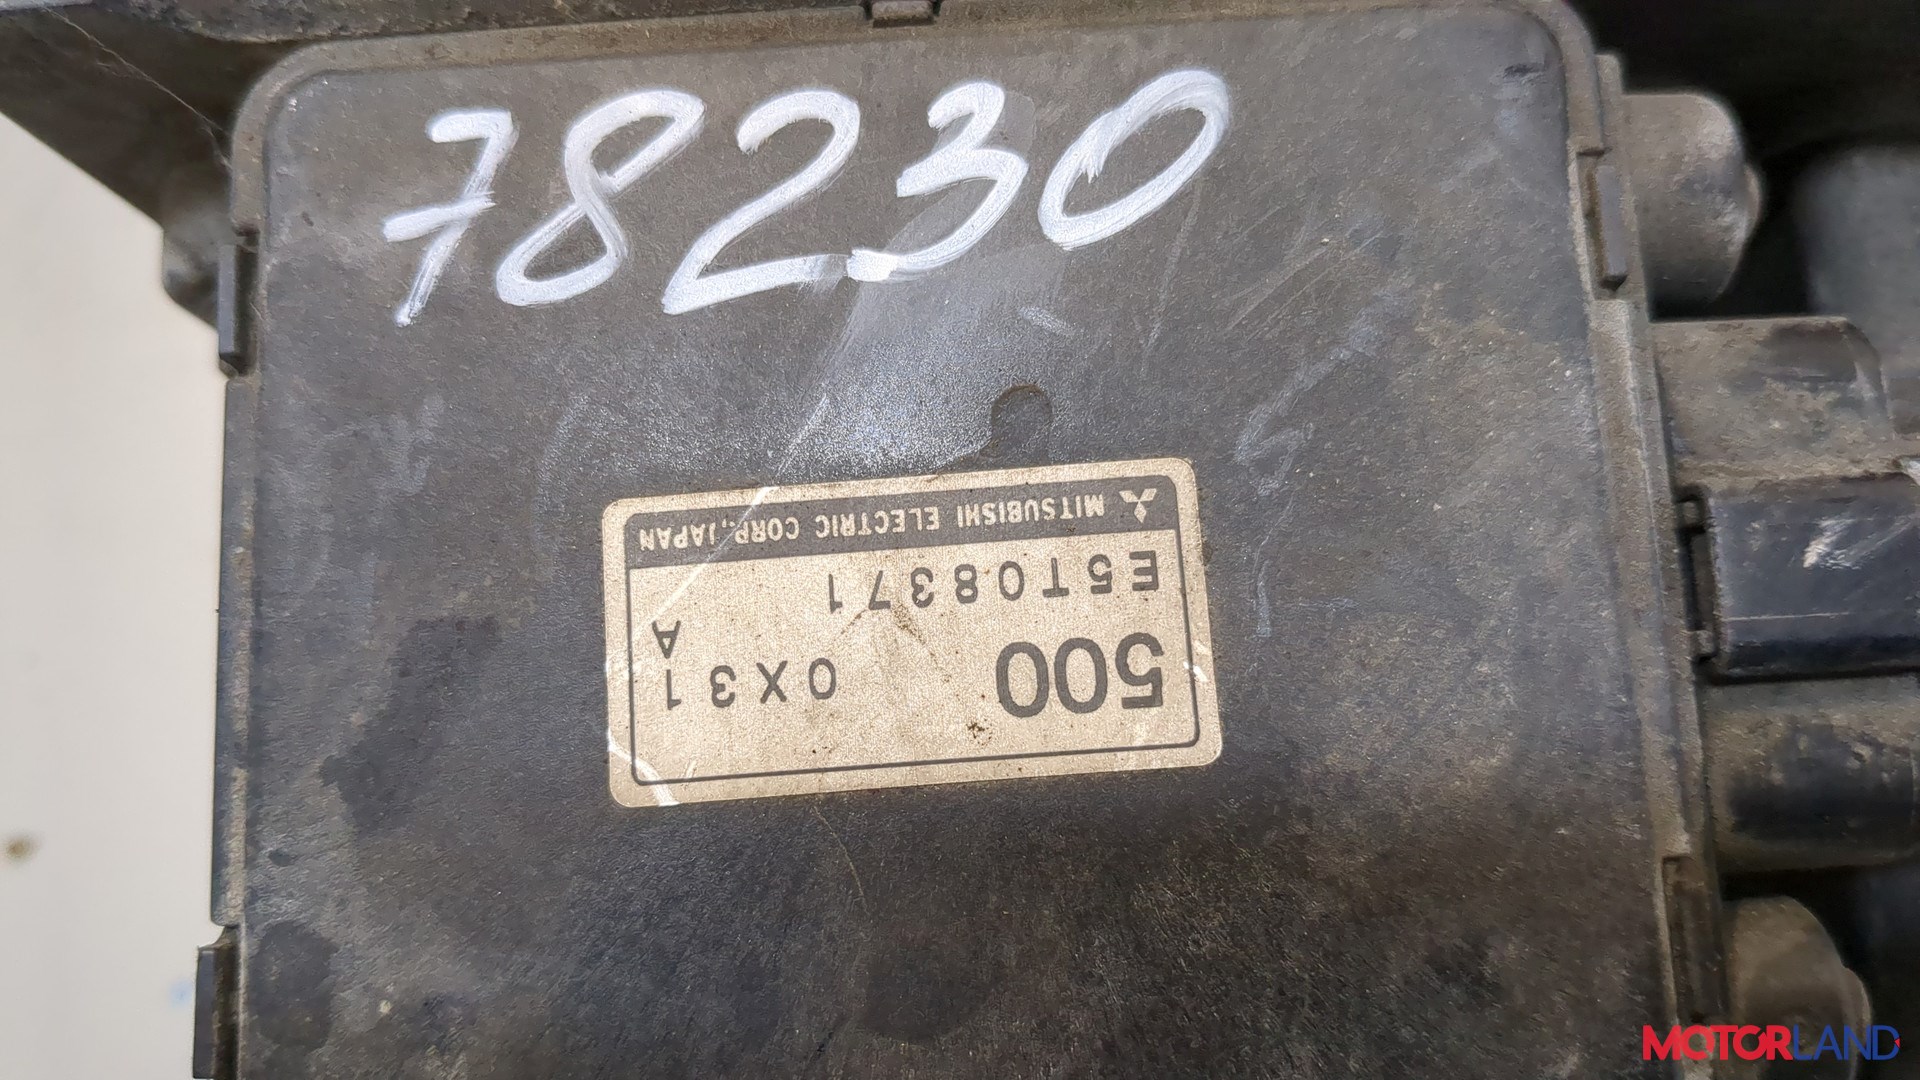 78230
MITSUBISHI ELECTRIC CORP., JAPAN
E5T08371
500 0X31
A
MOTORLAND